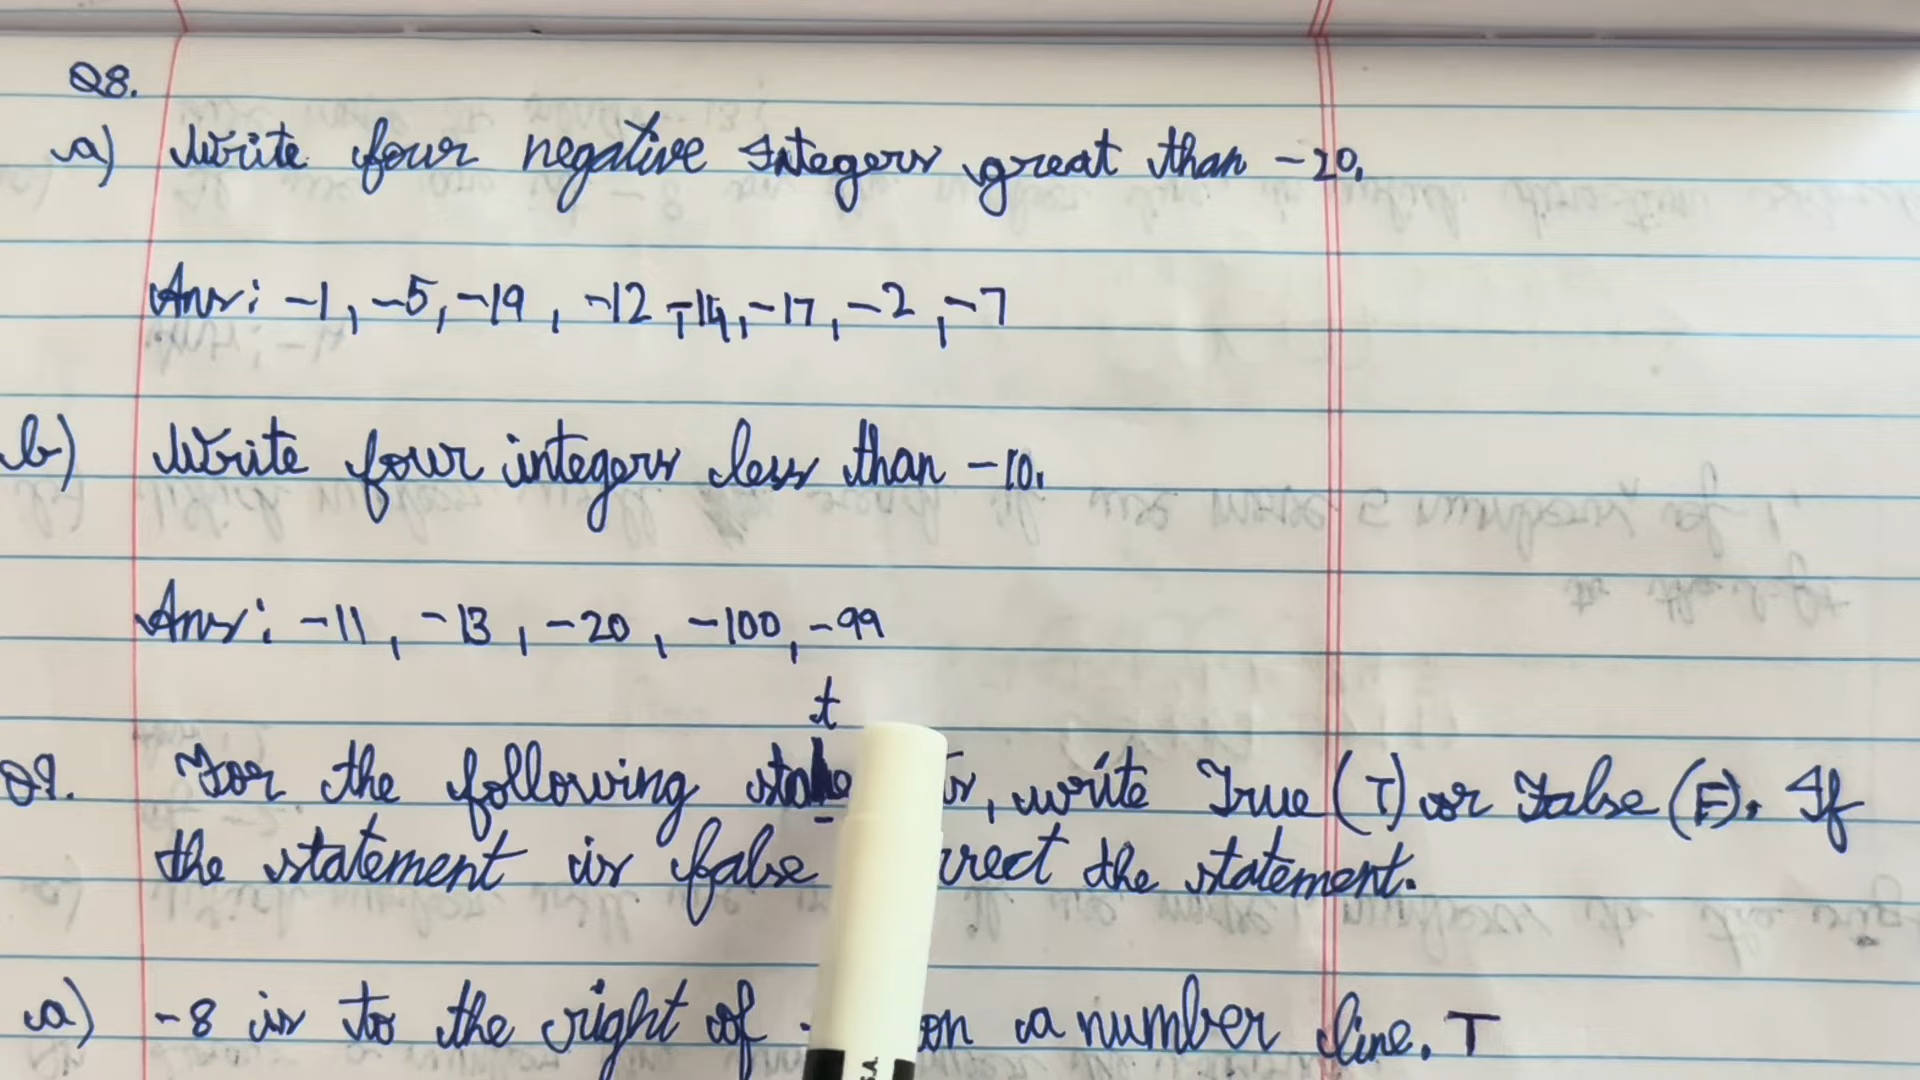 Q8.
a) Write four negative Integers great than -20.
Ans: -1, -5, -19, -12, -14, -17, -2, -7
b) Write four integers less than -10.
Ans: -11, -13, -20, -100, -99
t
Q9. For the following write True (T) or False (F). If
the statement is false the statement.
a) -8 is to the right of on a number line. T
S.A.